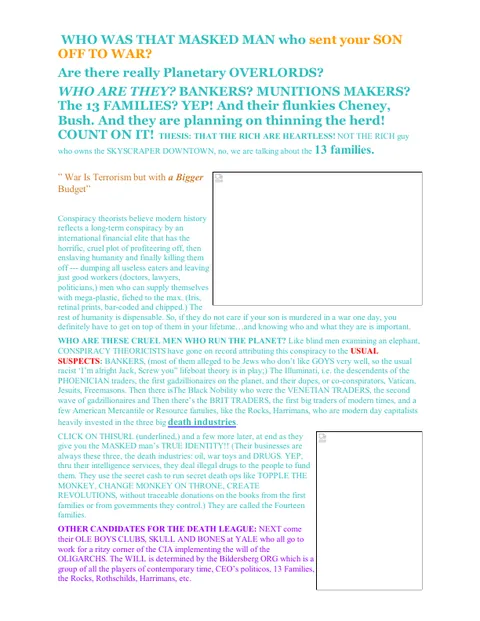 WHO WAS THAT MASKED MAN who sent your SON
OFF TO WAR?
Are there really Planetary OVERLORDS?
WHO ARE THEY? BANKERS? MUNITIONS MAKERS?
The 13 FAMILIES? YEP! And their flunkies Cheney,
Bush. And they are planning on thinning the herd!
COUNT ON IT! THESIS: THAT THE RICH ARE HEARTLESS! NOT THE RICH guy
who owns the SKYSCRAPER DOWNTOWN, no, we are talking about the 13 families.
" War Is Terrorism but with a Bigger
Budget"
Conspiracy theorists believe modern history
reflects a long-term conspiracy by an
international financial elite that has the
horrific, cruel plot of profiteering off, then
enslaving humanity and finally killing them
off --- dumping all useless eaters and leaving
just good workers (doctors, lawyers,
politicians,) men who can supply themselves
with mega-plastic, fiched to the max. (Iris,
retinal prints, bar-coded and chipped.) The
rest of humanity is dispensable. So, if they do not care if your son is murdered in a war one day, you
definitely have to get on top of them in your lifetime...and knowing who and what they are is important.
WHO ARE THESE CRUEL MEN WHO RUN THE PLANET? Like blind men examining an elephant,
CONSPIRACY THEORICISTS have gone on record attributing this conspiracy to the USUAL
SUSPECTS: BANKERS, (most of them alleged to be Jews who don't like GOYS very well, so the usual
racist 'I'm alright Jack, Screw you" lifeboat theory is in play;) The Illuminati, i.e. the descendents of the
PHOENICIAN traders, the first gadzillionaires on the planet, and their dupes, or co-conspirators, Vatican,
Jesuits, Freemasons. Then there isThe Black Nobility who were the VENETIAN TRADERS, the second
wave of gadzillionaires and Then there's the BRIT TRADERS, the first big traders of modern times, and a
few American Mercantile or Resource families, like the Rocks, Harrimans, who are modern day capitalists
heavily invested in the three big death industries.
CLICK ON THISURL (underlined,) and a few more later, at end as they
give you the MASKED man's TRUE IDENTITY!! (Their businesses are
always these three, the death industries: oil, war toys and DRUGS. YEP,
thru their intelligence services, they deal illegal drugs to the people to fund
them. They use the secret cash to run secret death ops like TOPPLE THE
MONKEY, CHANGE MONKEY ON THRONE, CREATE
REVOLUTIONS, without traceable donations on the books from the first
families or from governments they control.) They are called the Fourteen
families.
OTHER CANDIDATES FOR THE DEATH LEAGUE: NEXT come
their OLE BOYS CLUBS, SKULL AND BONES at YALE who all go to
work for a ritzy corner of the CIA implementing the will of the
OLIGARCHS. The WILL is determined by the Bildersberg ORG which is a
group of all the players of contemporary time, CEO's politicos, 13 Families,
the Rocks, Rothschilds, Harrimans, etc.